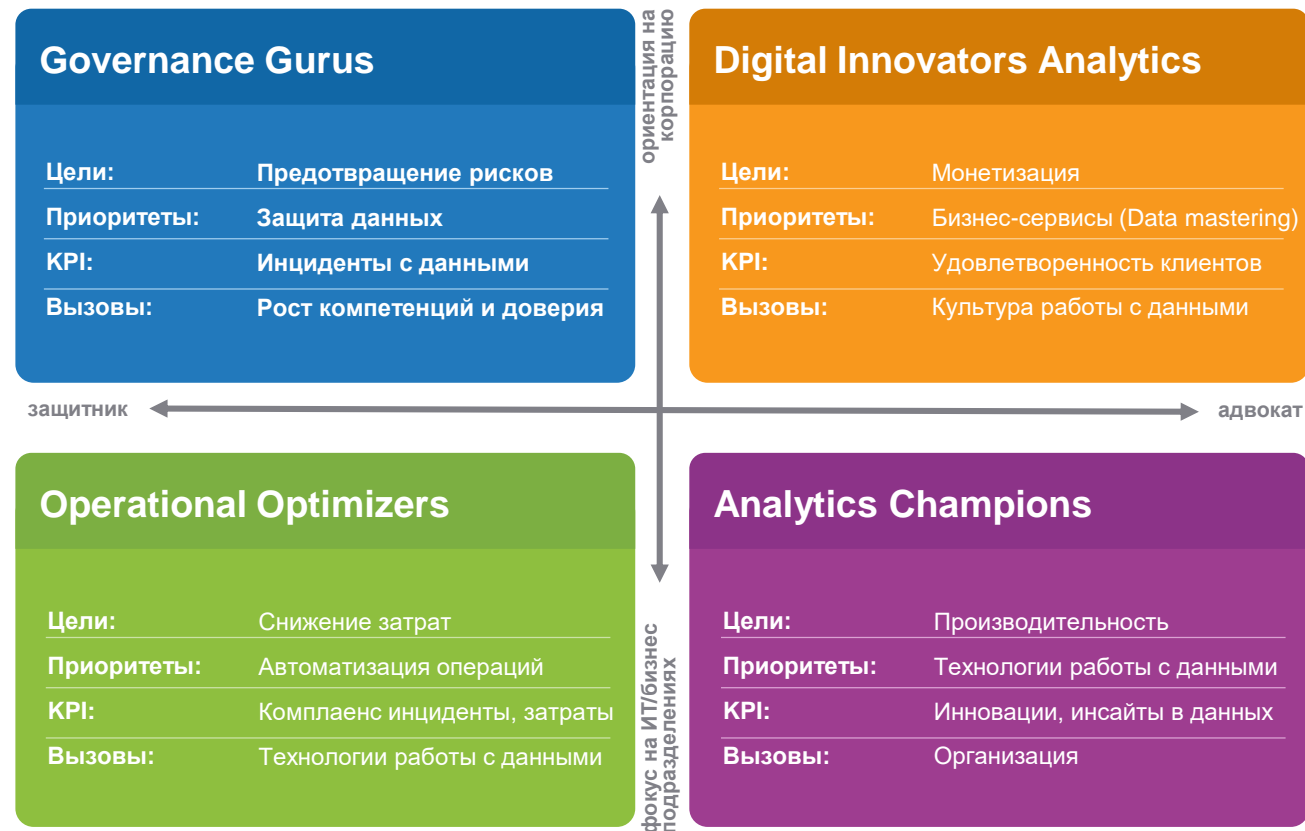 Governance Gurus
Цели: Предотвращение рисков
Приоритеты: Защита данных
KPI: Инциденты с данными
Вызовы: Рост компетенций и доверия
ориентация на
корпорацию
Digital Innovators Analytics
Цели: Монетизация
Приоритеты: Бизнес-сервисы (Data mastering)
KPI: Удовлетворенность клиентов
Вызовы: Культура работы с данными
защитник
адвокат
Operational Optimizers
Цели: Снижение затрат
Приоритеты: Автоматизация операций
KPI: Комплаенс инциденты, затраты
Вызовы: Технологии работы с данными
фокус на ИТ/бизнес
подразделениях
Analytics Champions
Цели: Производительность
Приоритеты: Технологии работы с данными
KPI: Инновации, инсайты в данных
Вызовы: Организация